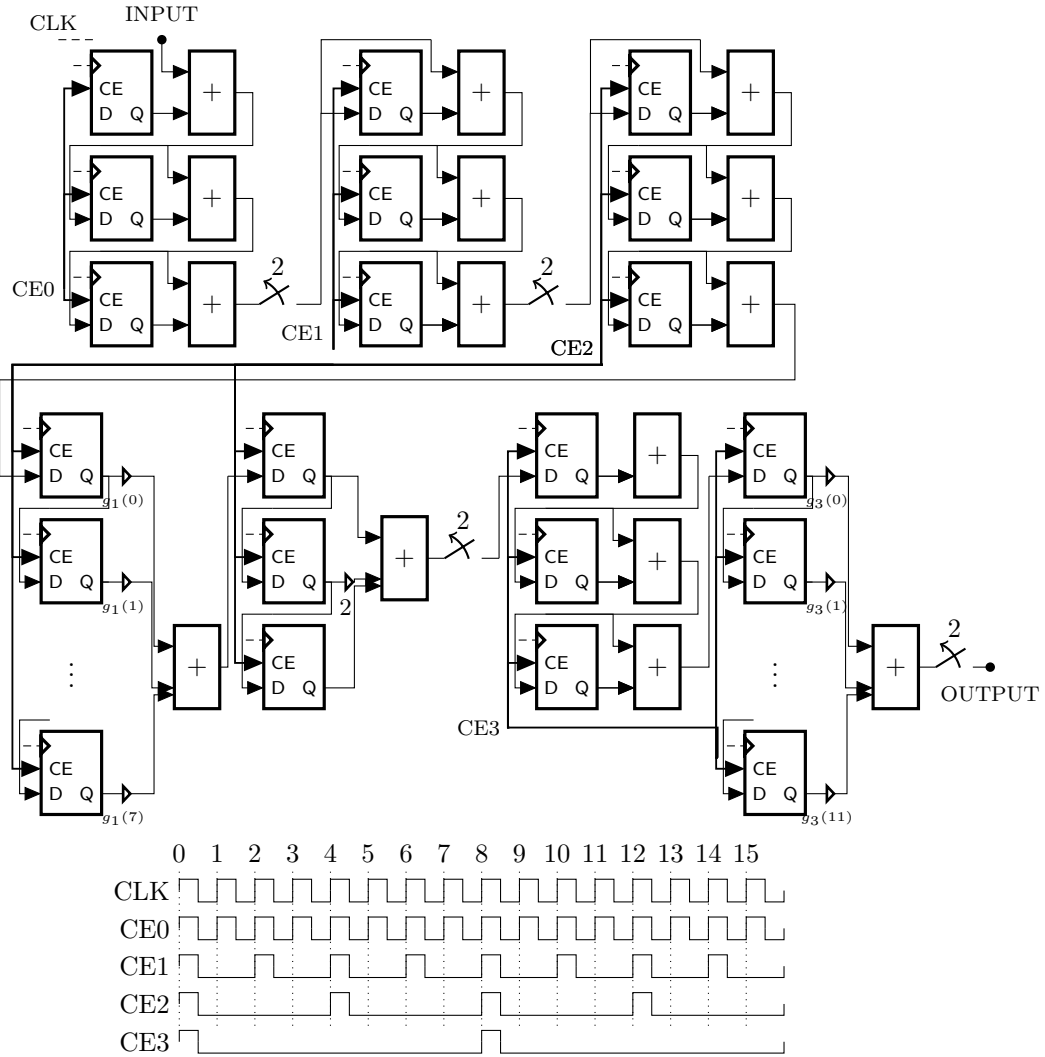 INPUT
CLK
CE + CE + CE +
D Q D Q D Q
CE + CE + CE +
D Q D Q D Q
2 2
CE0 CE + CE + CE +
D Q CE1 D Q CE2 D Q
CE CE CE + CE
D Q D Q D Q D Q
g1(0) 2 g3(0)
CE CE + CE + CE
D Q D Q D Q D Q
g1(1) 2 g3(1)
2
⋮ + CE CE + ⋮ +
D Q D Q OUTPUT
CE3
CE CE
D Q D Q
g1(7) g3(11)
0 1 2 3 4 5 6 7 8 9 10 11 12 13 14 15
CLK
CE0
CE1
CE2
CE3